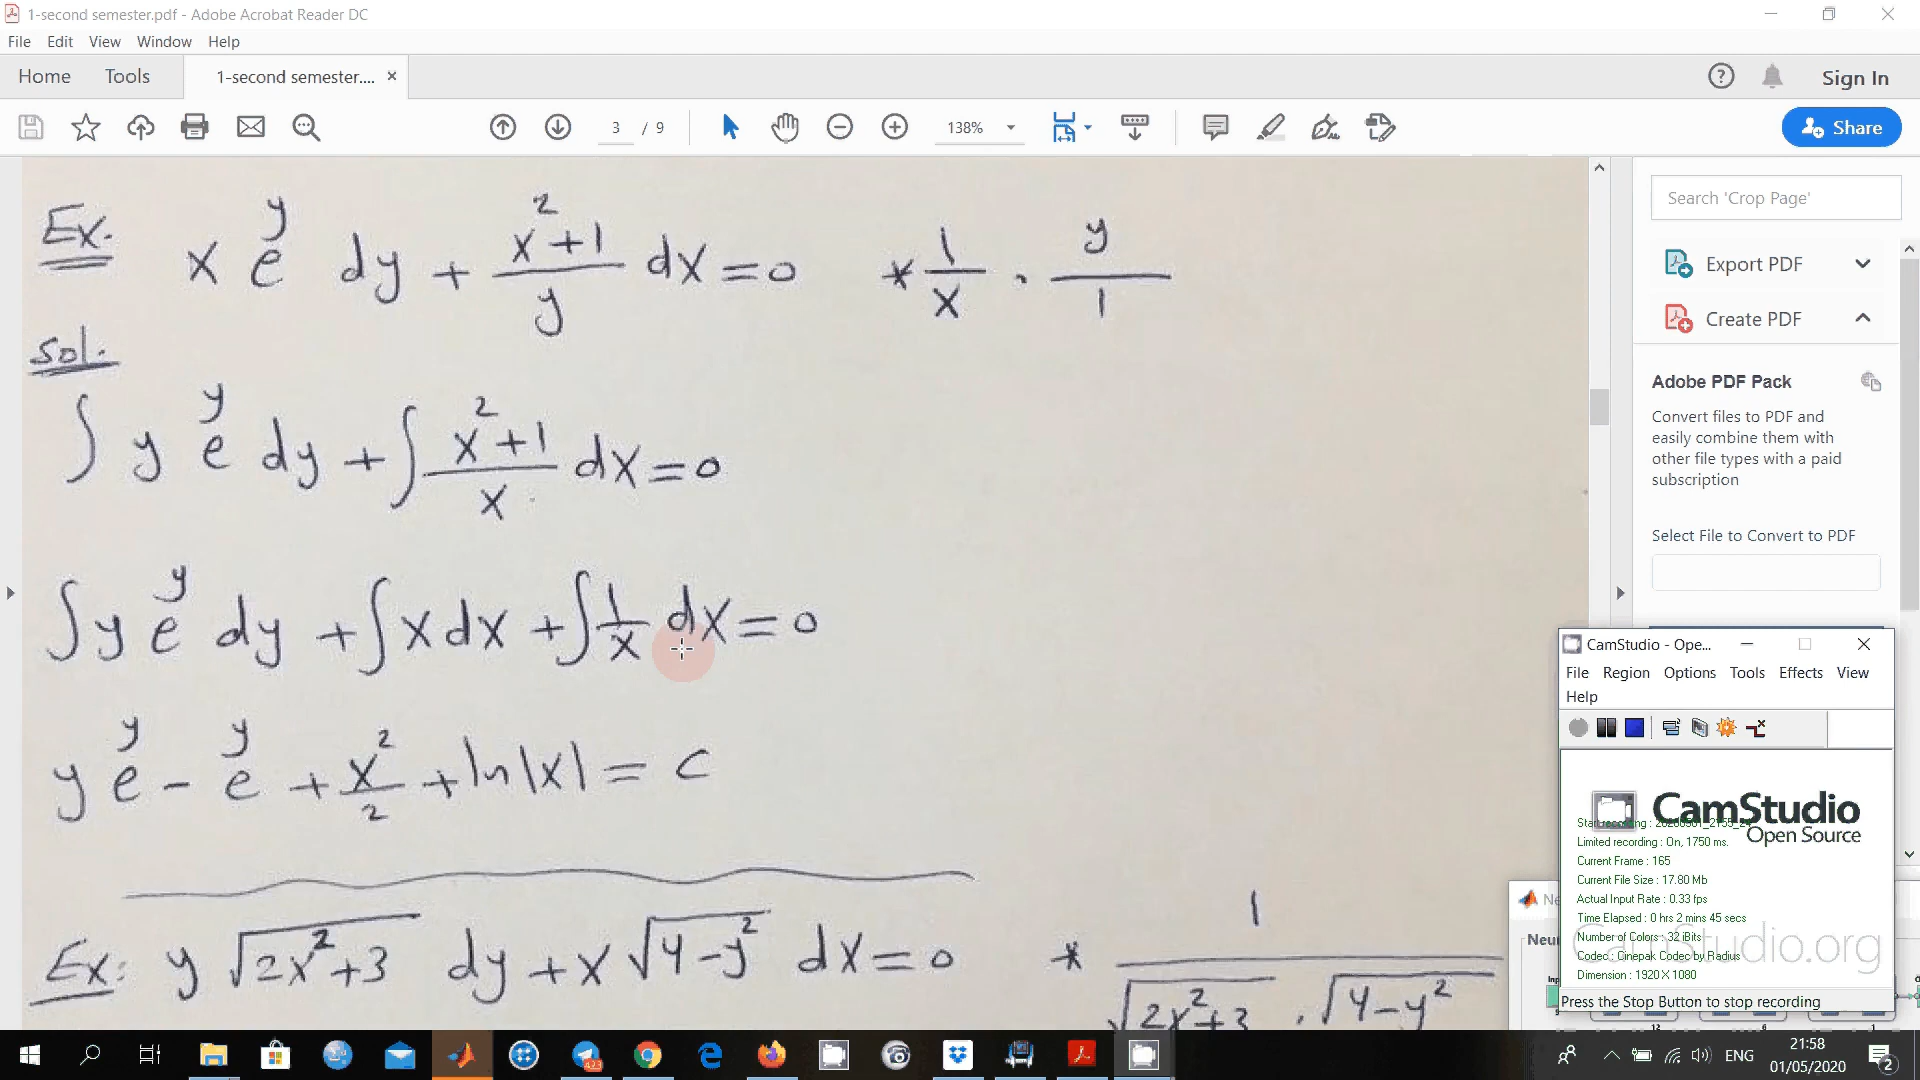 1-second semester.pdf - Adobe Acrobat Reader DC
File Edit View Window Help
Home Tools 1-second semester.... × Sign In
3 / 9 138% Share
Ex. x e^y dy + (x^2+1)/y dx = 0 * 1/x · y/1
Sol.
∫ y e^y dy + ∫ (x^2+1)/x dx = 0
∫ y e^y dy + ∫ x dx + ∫ 1/x dx = 0
y e^y - e^y + x^2/2 + ln|x| = c
Ex: y √(2x^2+3) dy + x √(4-y^2) dx = 0 * 1/(√(2x^2+3) . √(4-y^2))
Search 'Crop Page'
Export PDF
Create PDF
Adobe PDF Pack
Convert files to PDF and
easily combine them with
other file types with a paid
subscription
Select File to Convert to PDF
CamStudio - Ope...
File Region Options Tools Effects View
Help
CamStudio
Open Source
Limited recording : On, 1750 ms.
Current Frame : 165
Current File Size : 17.80 Mb
Actual Input Rate : 0.33 fps
Time Elapsed : 0 hrs 2 mins 45 secs
Number of Colors : 32 iBits
Codec : Cinepak Codec by Radius
Dimension : 1920 X 1080
CamStudio.org
Press the Stop Button to stop recording
ENG
21:58
01/05/2020
2